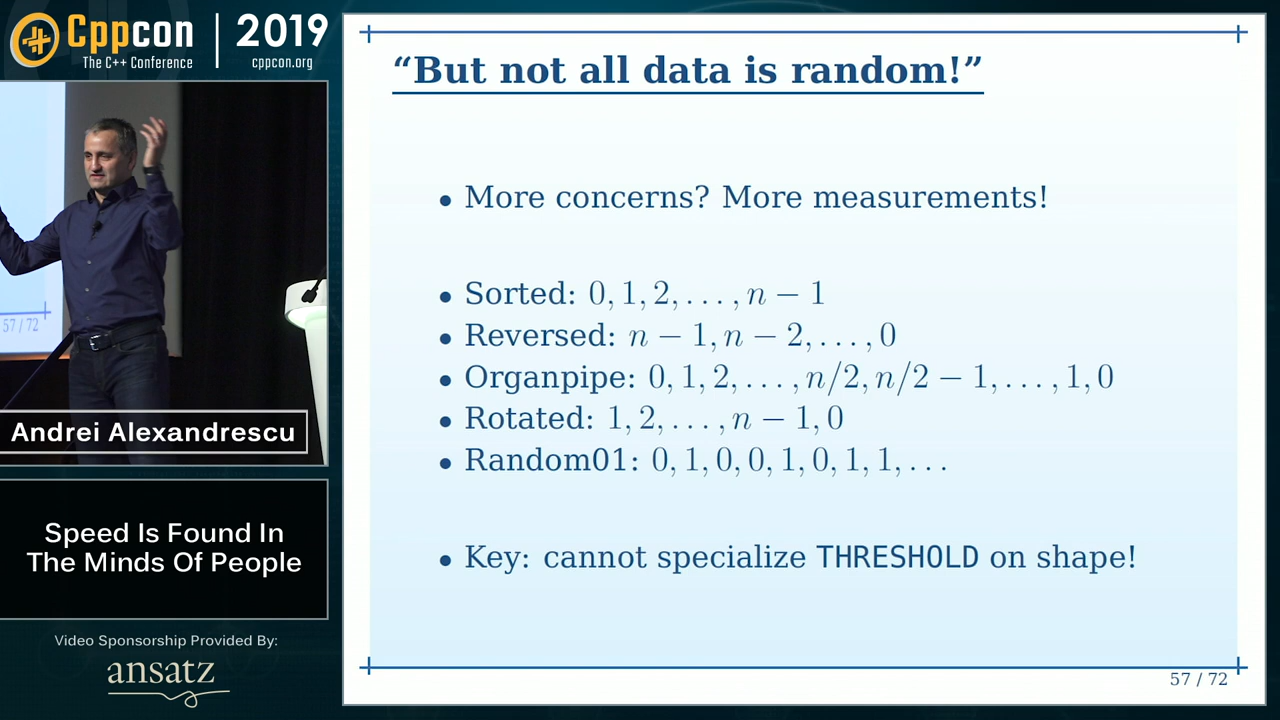 Cppcon | 2019
The C++ Conference
cppcon.org
57 / 72
Andrei Alexandrescu
Speed Is Found In
The Minds Of People
Video Sponsorship Provided By:
ansatz
“But not all data is random!”
• More concerns? More measurements!
• Sorted: 0, 1, 2, . . . , n − 1
• Reversed: n − 1, n − 2, . . . , 0
• Organpipe: 0, 1, 2, . . . , n/2, n/2 − 1, . . . , 1, 0
• Rotated: 1, 2, . . . , n − 1, 0
• Random01: 0, 1, 0, 0, 1, 0, 1, 1, . . .
• Key: cannot specialize THRESHOLD on shape!
57 / 72